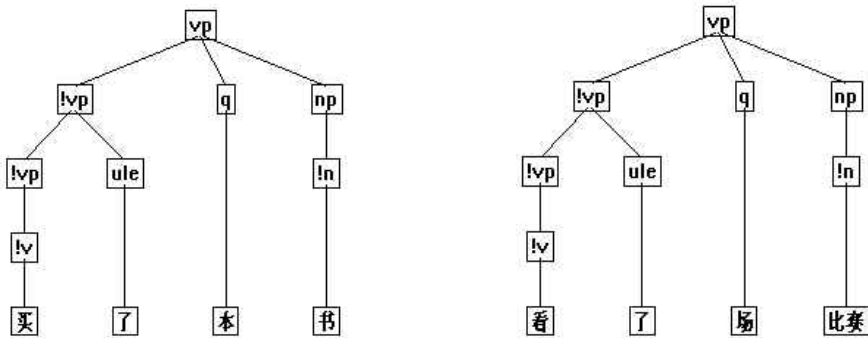 vp vp
!vp q np !vp q np
!vp ule !n !vp ule !n
!v !v
买 了 本 书 看 了 场 比赛